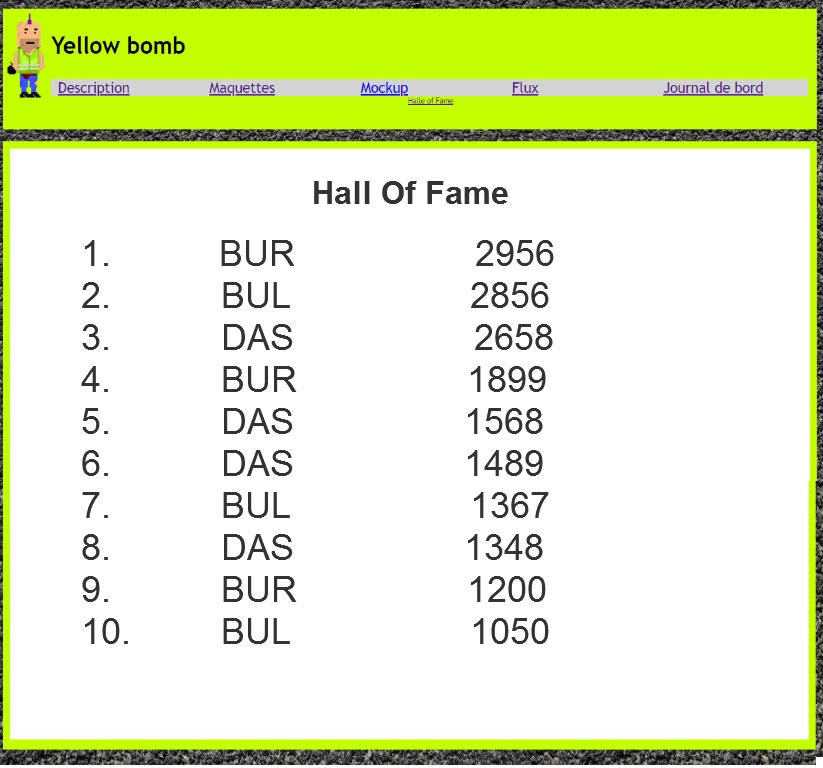 Yellow bomb
Description Maquettes Mockup Flux Journal de bord
Halle of Fame
Hall Of Fame
1. BUR 2956
2. BUL 2856
3. DAS 2658
4. BUR 1899
5. DAS 1568
6. DAS 1489
7. BUL 1367
8. DAS 1348
9. BUR 1200
10. BUL 1050